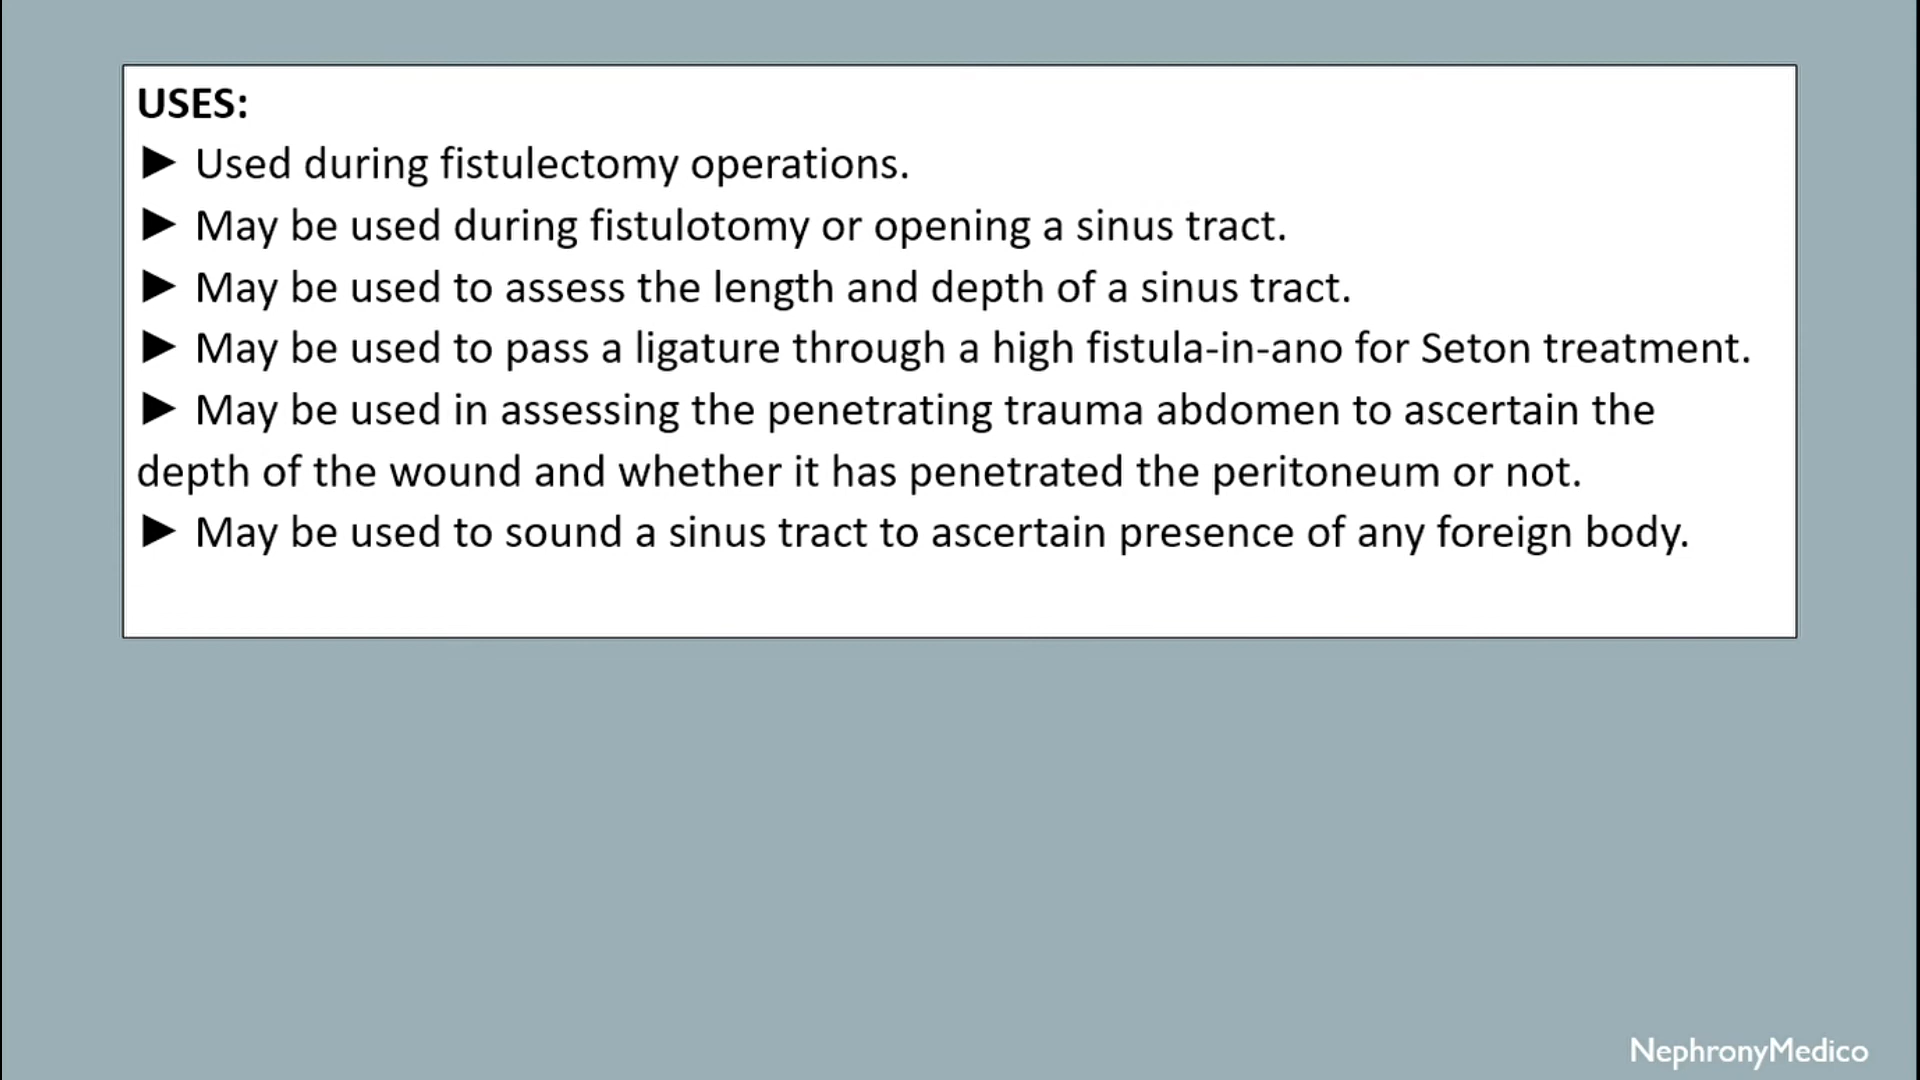 USES:
► Used during fistulectomy operations.
► May be used during fistulotomy or opening a sinus tract.
► May be used to assess the length and depth of a sinus tract.
► May be used to pass a ligature through a high fistula-in-ano for Seton treatment.
► May be used in assessing the penetrating trauma abdomen to ascertain the
depth of the wound and whether it has penetrated the peritoneum or not.
► May be used to sound a sinus tract to ascertain presence of any foreign body.
NephronyMedico